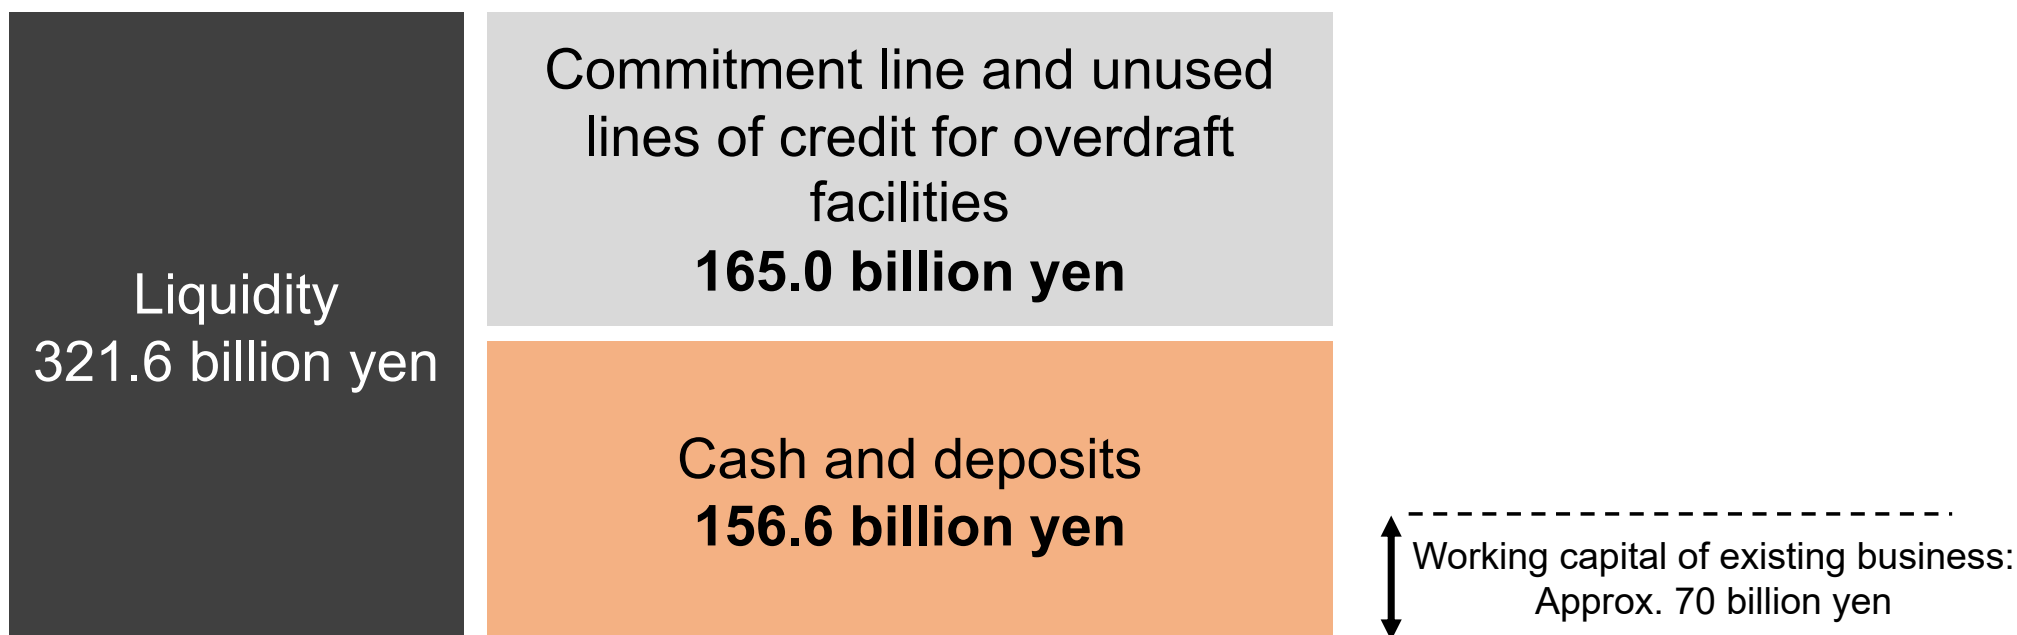 Liquidity
321.6 billion yen
Commitment line and unused
lines of credit for overdraft
facilities
165.0 billion yen
Cash and deposits
156.6 billion yen
Working capital of existing business:
Approx. 70 billion yen